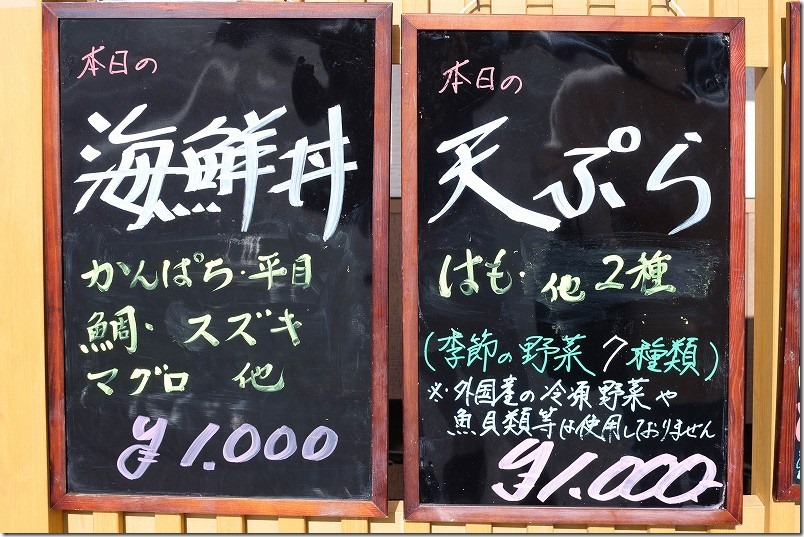 本日の
海鮮丼
かんぱち・平目
鯛・スズキ
マグロ 他
¥1.000
本日の
天ぷら
はも・他2種
(季節の野菜7種類)
※.外国産の冷凍野菜や
魚貝類等は使用しておりません
¥1.000.